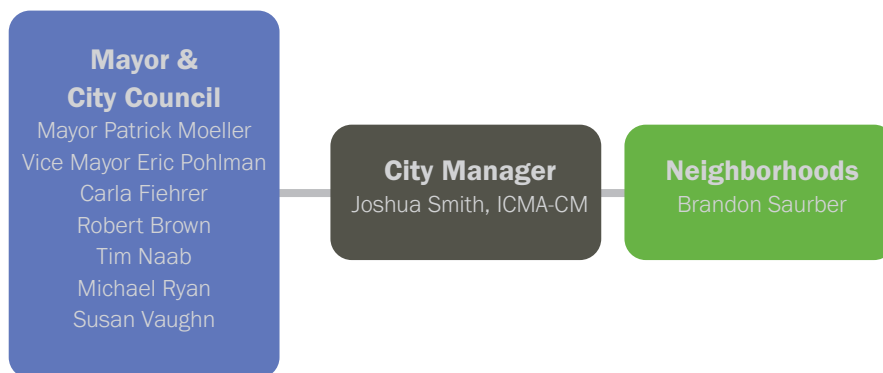 Mayor &
City Council
Mayor Patrick Moeller
Vice Mayor Eric Pohlman
Carla Fiehrer
Robert Brown
Tim Naab
Michael Ryan
Susan Vaughn
City Manager
Joshua Smith, ICMA-CM
Neighborhoods
Brandon Saurber